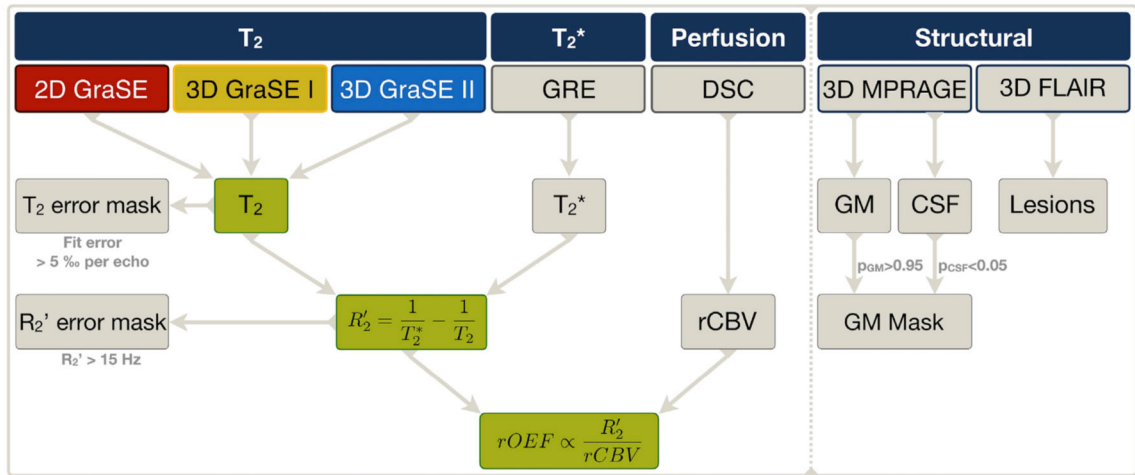 T₂ T₂* Perfusion Structural
2D GraSE 3D GraSE I 3D GraSE II GRE DSC 3D MPRAGE 3D FLAIR
T₂ error mask T₂ T₂* GM CSF Lesions
Fit error
> 5 ‰ per echo
pGM>0.95 pCSF<0.05
R₂’ error mask R′₂ = 1/T₂* − 1/T₂ rCBV GM Mask
R₂’ > 15 Hz
rOEF ∝ R′₂/rCBV